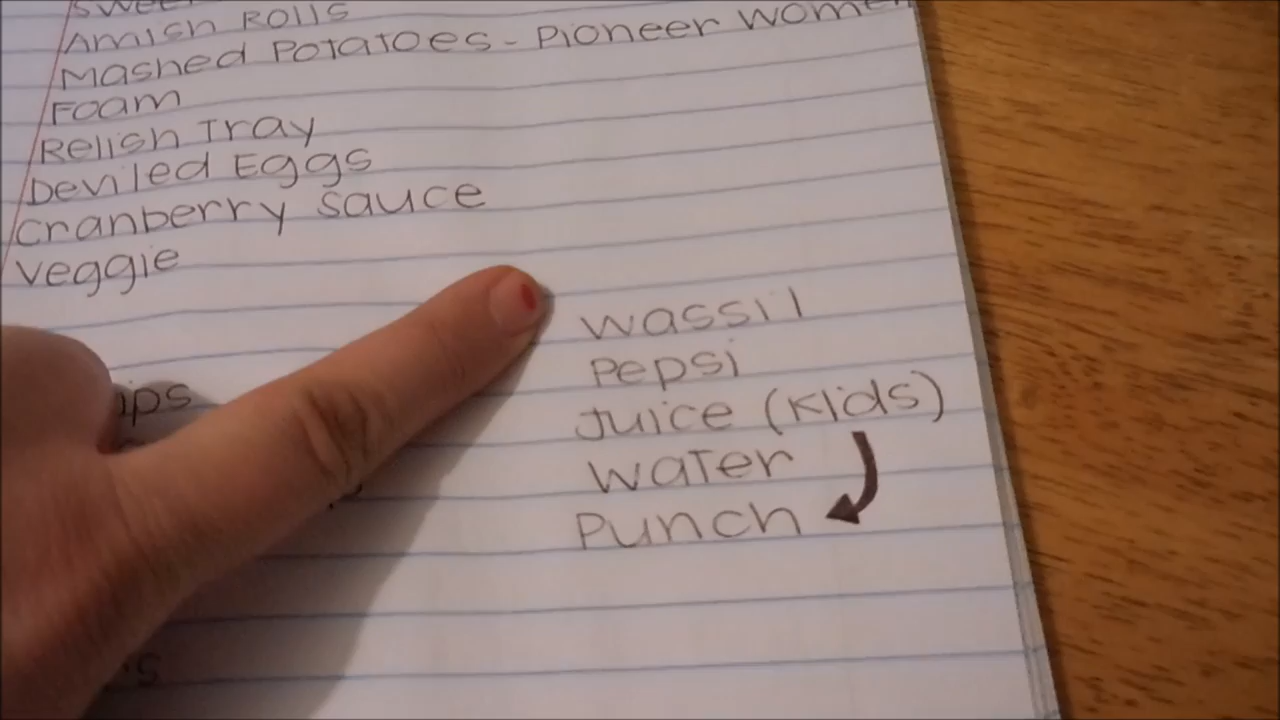 Amish Rolls
Mashed Potatoes - Pioneer Women
Foam
Relish Tray
Deviled Eggs
Cranberry Sauce
Veggie
Wassil
Pepsi
Juice (Kids)
Water
Punch